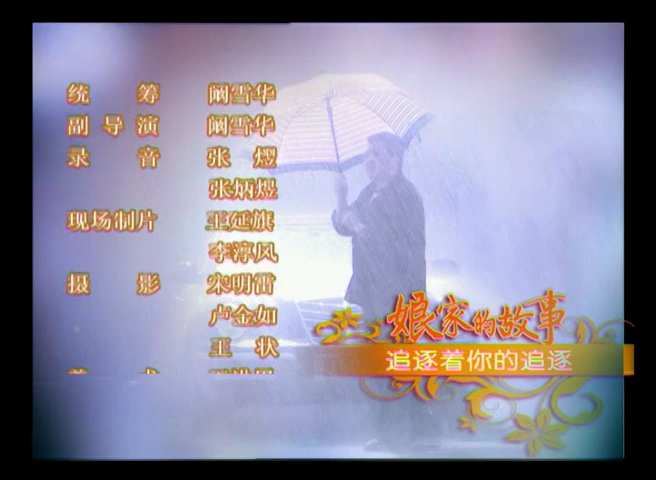 统 筹 阚雪华
副 导 演 阚雪华
录 音 张 熠
张炳煜
现场制片 王延旗
李淳风
摄 影 宋明雷
卢金如
王 状
娘家的故事
追逐着你的追逐